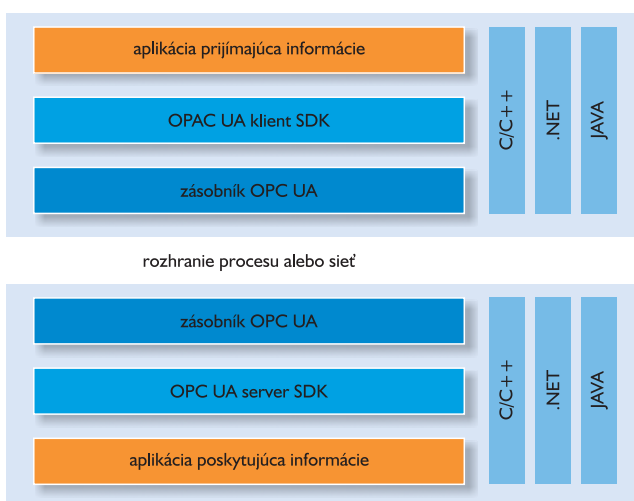 aplikácia prijímajúca informácie
OPAC UA klient SDK
zásobník OPC UA
C/C++
.NET
JAVA
rozhranie procesu alebo sieť
zásobník OPC UA
OPC UA server SDK
aplikácia poskytujúca informácie
C/C++
.NET
JAVA